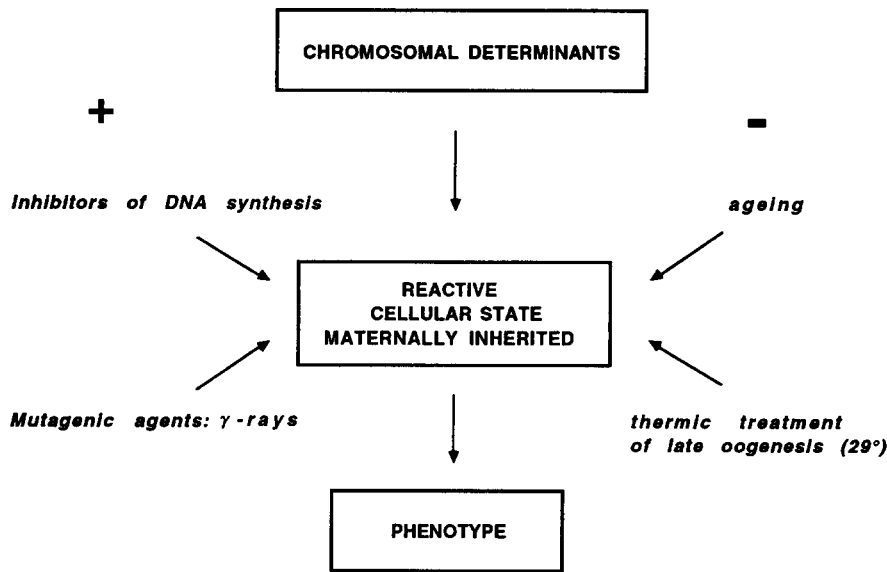 CHROMOSOMAL DETERMINANTS
+
-
Inhibitors of DNA synthesis
ageing
REACTIVE
CELLULAR STATE
MATERNALLY INHERITED
Mutagenic agents: γ-rays
thermic treatment
of late oogenesis (29°)
PHENOTYPE